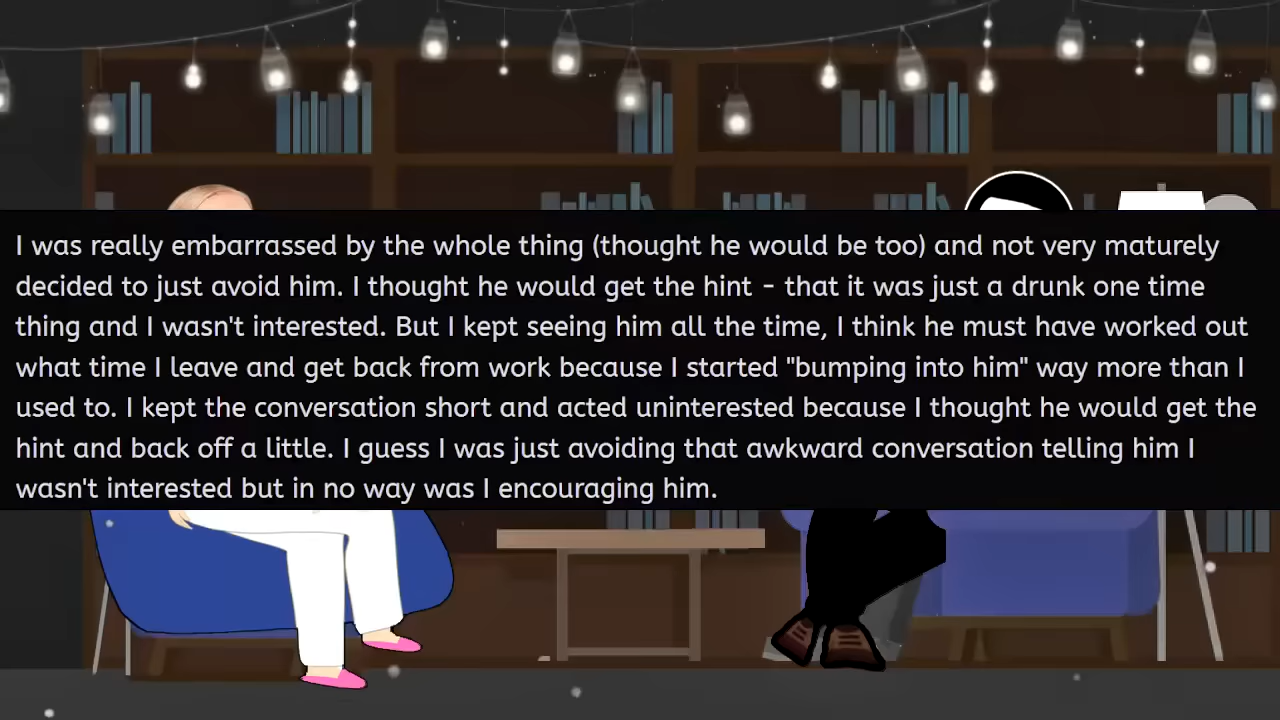 I was really embarrassed by the whole thing (thought he would be too) and not very maturely
decided to just avoid him. I thought he would get the hint - that it was just a drunk one time
thing and I wasn't interested. But I kept seeing him all the time, I think he must have worked out
what time I leave and get back from work because I started "bumping into him" way more than I
used to. I kept the conversation short and acted uninterested because I thought he would get the
hint and back off a little. I guess I was just avoiding that awkward conversation telling him I
wasn't interested but in no way was I encouraging him.